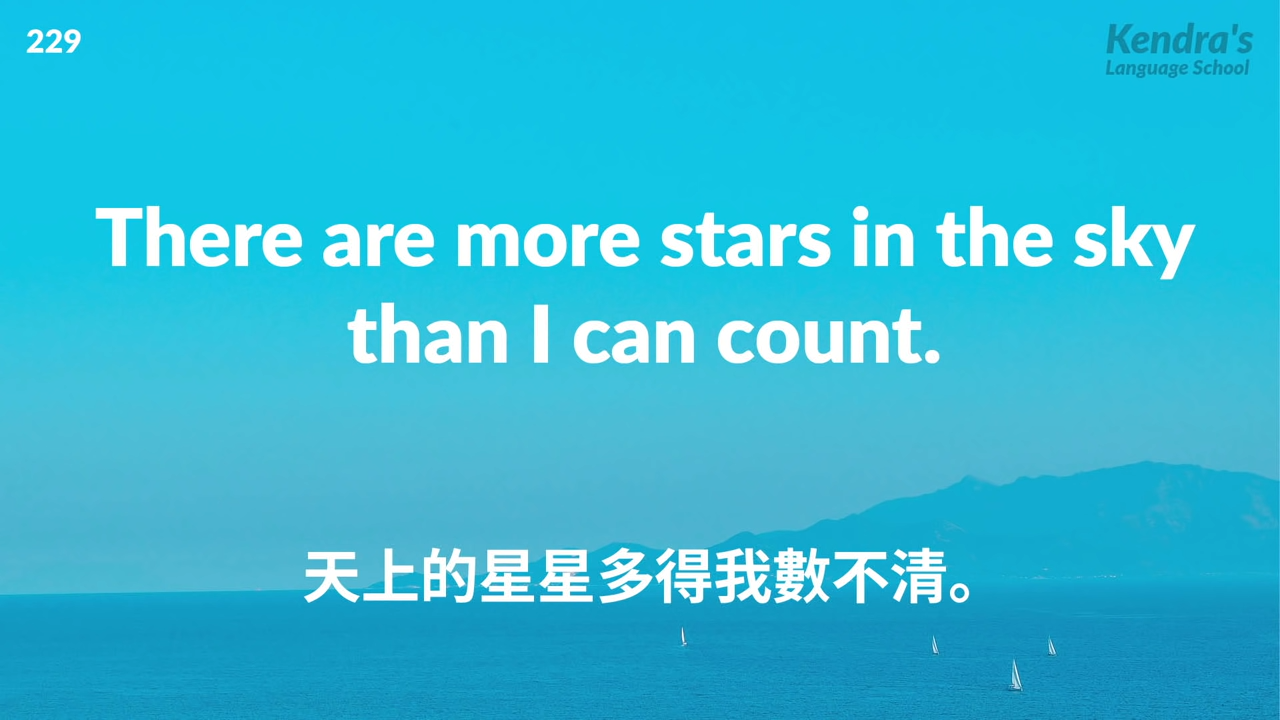 229
Kendra's
Language School
There are more stars in the sky
than I can count.
天上的星星多得我數不清。